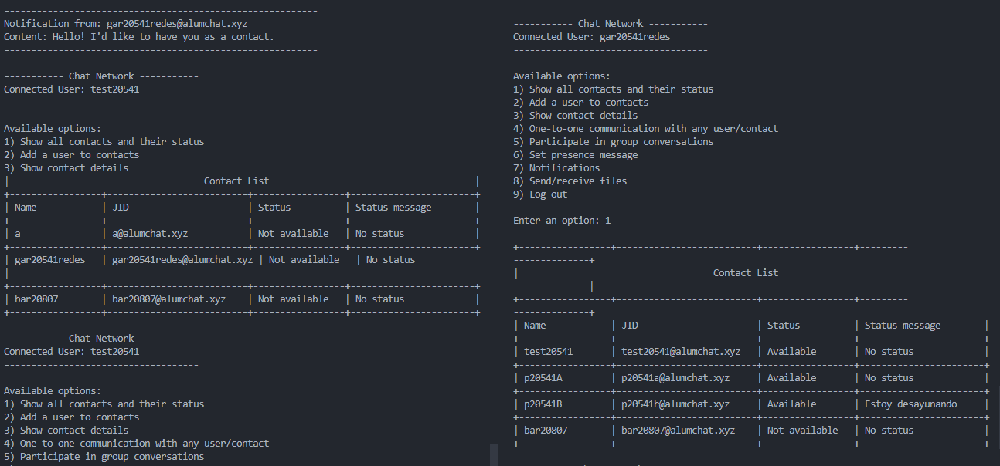 ----------------------------------------------------------
Notification from: gar20541redes@alumchat.xyz
Content: Hello! I'd like to have you as a contact.
----------------------------------------------------------
----------- Chat Network -----------
Connected User: test20541
------------------------------------
Available options:
1) Show all contacts and their status
2) Add a user to contacts
3) Show contact details
| Contact List |
+-----------------+--------------------------+-----------------+-----------------------+
| Name | JID | Status | Status message |
+-----------------+--------------------------+-----------------+-----------------------+
| a | a@alumchat.xyz | Not available | No status |
+-----------------+--------------------------+-----------------+-----------------------+
| gar20541redes | gar20541redes@alumchat.xyz | Not available | No status
|
+-----------------+--------------------------+-----------------+-----------------------+
| bar20807 | bar20807@alumchat.xyz | Not available | No status |
+-----------------+--------------------------+-----------------+-----------------------+
----------- Chat Network -----------
Connected User: test20541
------------------------------------
Available options:
1) Show all contacts and their status
2) Add a user to contacts
3) Show contact details
4) One-to-one communication with any user/contact
5) Participate in group conversations
----------- Chat Network -----------
Connected User: gar20541redes
------------------------------------
Available options:
1) Show all contacts and their status
2) Add a user to contacts
3) Show contact details
4) One-to-one communication with any user/contact
5) Participate in group conversations
6) Set presence message
7) Notifications
8) Send/receive files
9) Log out
Enter an option: 1
+-----------------+--------------------------+-----------------+---------
--------------+
| Contact List
|
+-----------------+--------------------------+-----------------+---------
--------------+
| Name | JID | Status | Status message |
+-----------------+--------------------------+-----------------+-----------------------+
| test20541 | test20541@alumchat.xyz | Available | No status |
+-----------------+--------------------------+-----------------+-----------------------+
| p20541A | p20541a@alumchat.xyz | Available | No status |
+-----------------+--------------------------+-----------------+-----------------------+
| p20541B | p20541b@alumchat.xyz | Available | Estoy desayunando |
+-----------------+--------------------------+-----------------+-----------------------+
| bar20807 | bar20807@alumchat.xyz | Not available | No status |
+-----------------+--------------------------+-----------------+-----------------------+